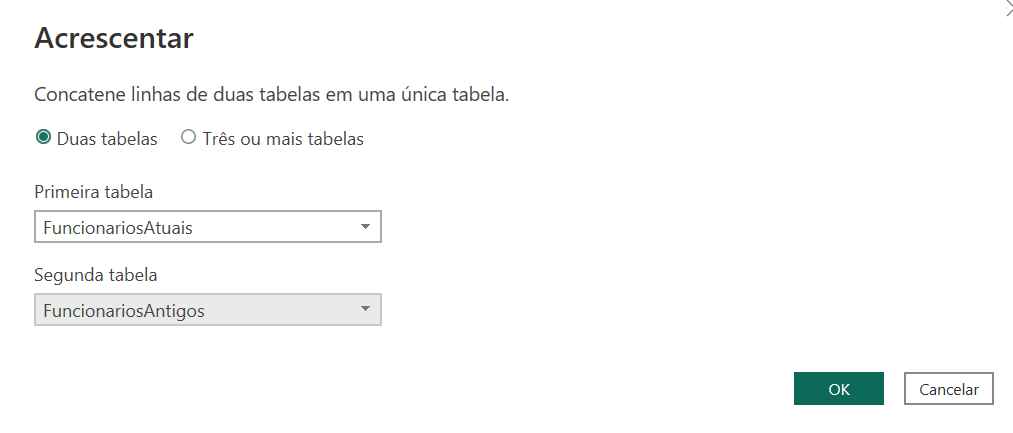 Acrescentar
Concatene linhas de duas tabelas em uma única tabela.
Duas tabelas Três ou mais tabelas
Primeira tabela
FuncionariosAtuais
Segunda tabela
FuncionariosAntigos
OK Cancelar